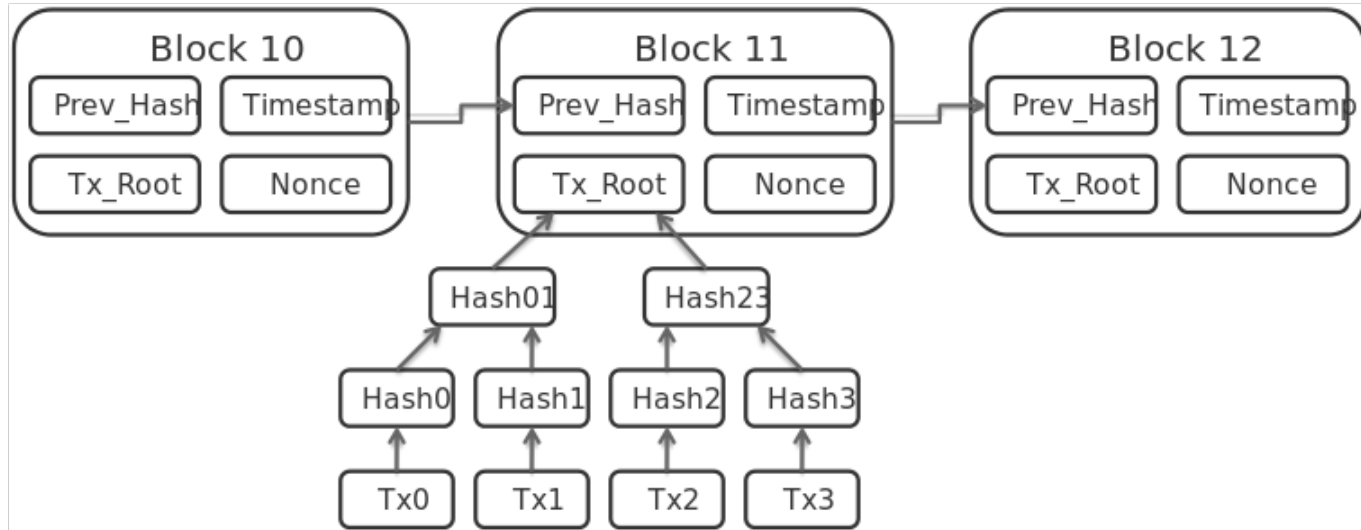 Block 10
Block 11
Block 12
Prev_Hash
Timestamp
Prev_Hash
Timestamp
Prev_Hash
Timestamp
Tx_Root
Nonce
Tx_Root
Nonce
Tx_Root
Nonce
Hash01
Hash23
Hash0
Hash1
Hash2
Hash3
Tx0
Tx1
Tx2
Tx3